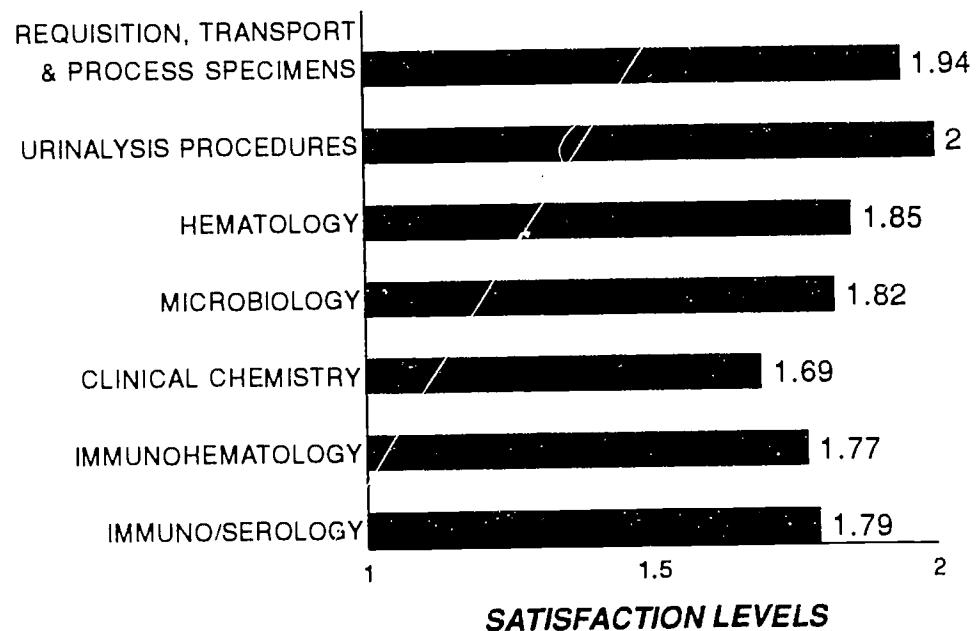 REQUISITION, TRANSPORT
& PROCESS SPECIMENS
1.94
URINALYSIS PROCEDURES
2
HEMATOLOGY
1.85
MICROBIOLOGY
1.82
CLINICAL CHEMISTRY
1.69
IMMUNOHEMATOLOGY
1.77
IMMUNO/SEROLOGY
1.79
1
1.5
2
SATISFACTION LEVELS